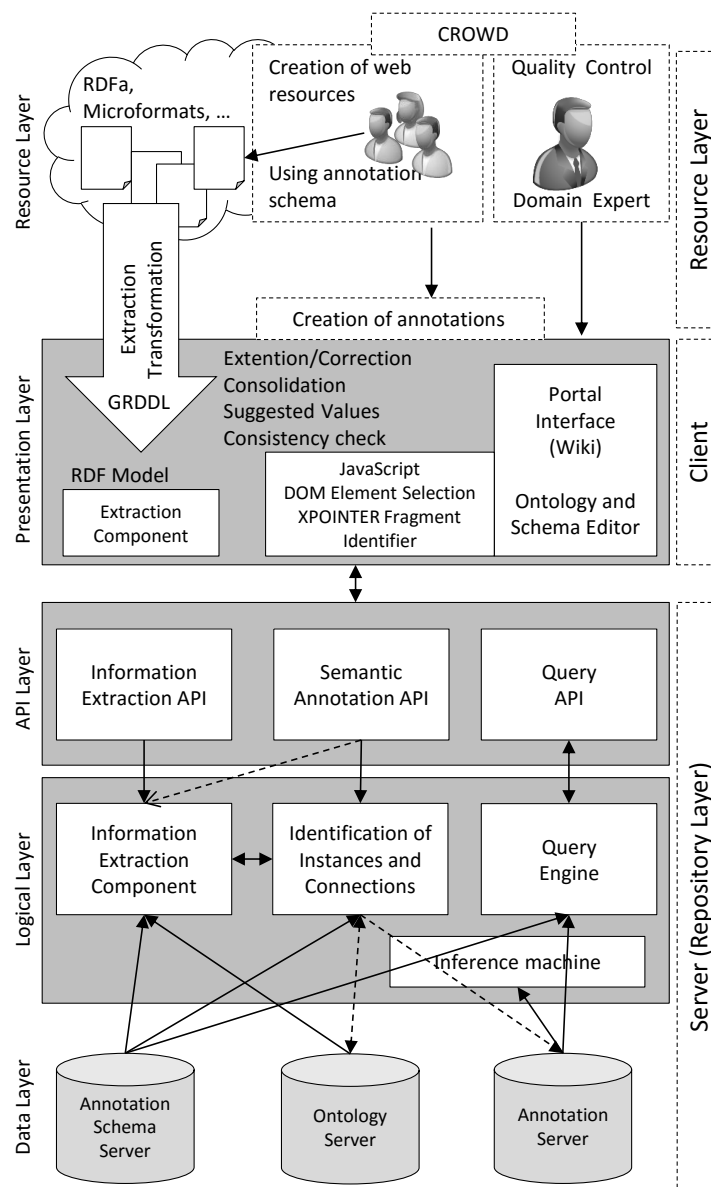 CROWD
RDFa,
Microformats, ...
Creation of web
resources
Using annotation
schema
Quality Control
Domain Expert
Resource Layer
Resource Layer
Extraction
Transformation
GRDDL
Creation of annotations
Extention/Correction
Consolidation
Suggested Values
Consistency check
RDF Model
Extraction
Component
JavaScript
DOM Element Selection
XPOINTER Fragment
Identifier
Portal
Interface
(Wiki)
Ontology and
Schema Editor
Presentation Layer
Client
API Layer
Information
Extraction API
Semantic
Annotation API
Query
API
Logical Layer
Information
Extraction
Component
Identification of
Instances and
Connections
Query
Engine
Inference machine
Server (Repository Layer)
Data Layer
Annotation
Schema
Server
Ontology
Server
Annotation
Server